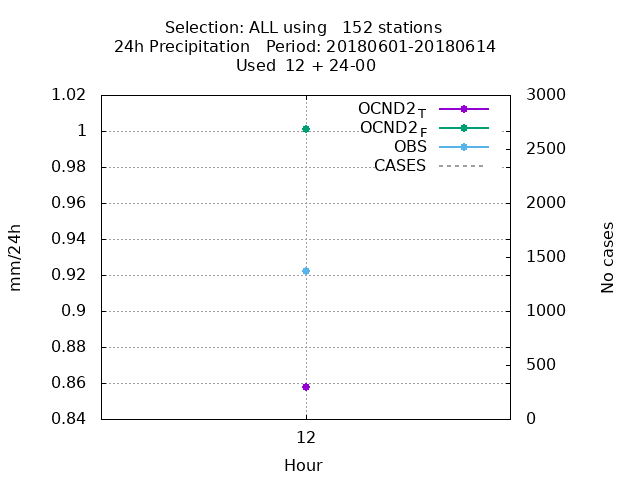 Selection: ALL using   152 stations
24h Precipitation   Period: 20180601-20180614
Used  12 + 24-00
1.02
1
0.98
0.96
0.94
0.92
0.9
0.88
0.86
0.84
mm/24h
OCND2 T
OCND2 F
OBS
CASES
3000
2500
2000
1500
1000
500
0
No cases
12
Hour